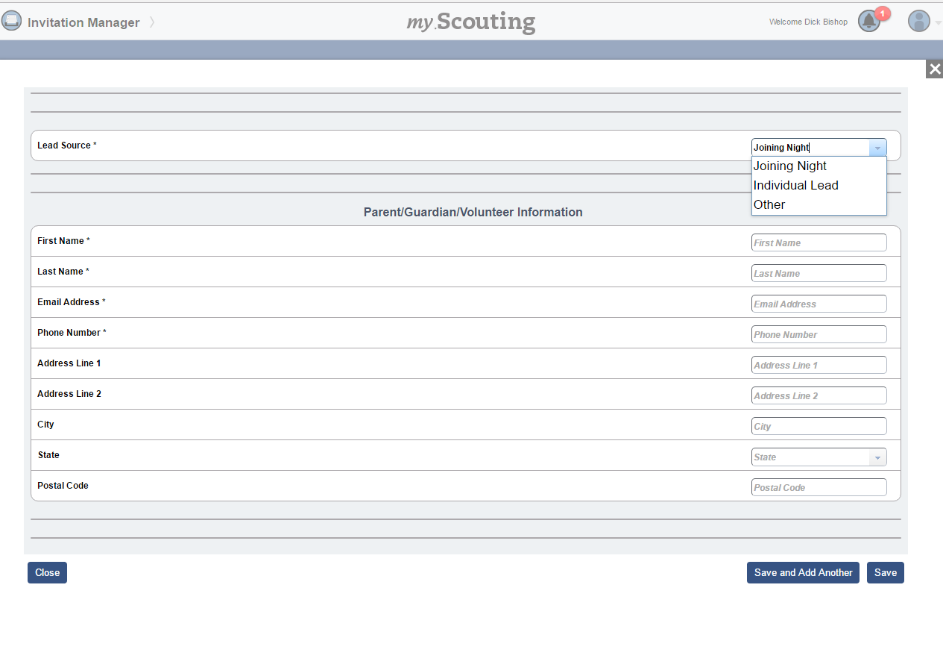 Invitation Manager
my.Scouting
Welcome Dick Bishop
1
Lead Source *
Joining Night
Joining Night
Individual Lead
Other
Parent/Guardian/Volunteer Information
First Name *
First Name
Last Name *
Last Name
Email Address *
Email Address
Phone Number *
Phone Number
Address Line 1
Address Line 1
Address Line 2
Address Line 2
City
City
State
State
Postal Code
Postal Code
Close
Save and Add Another
Save